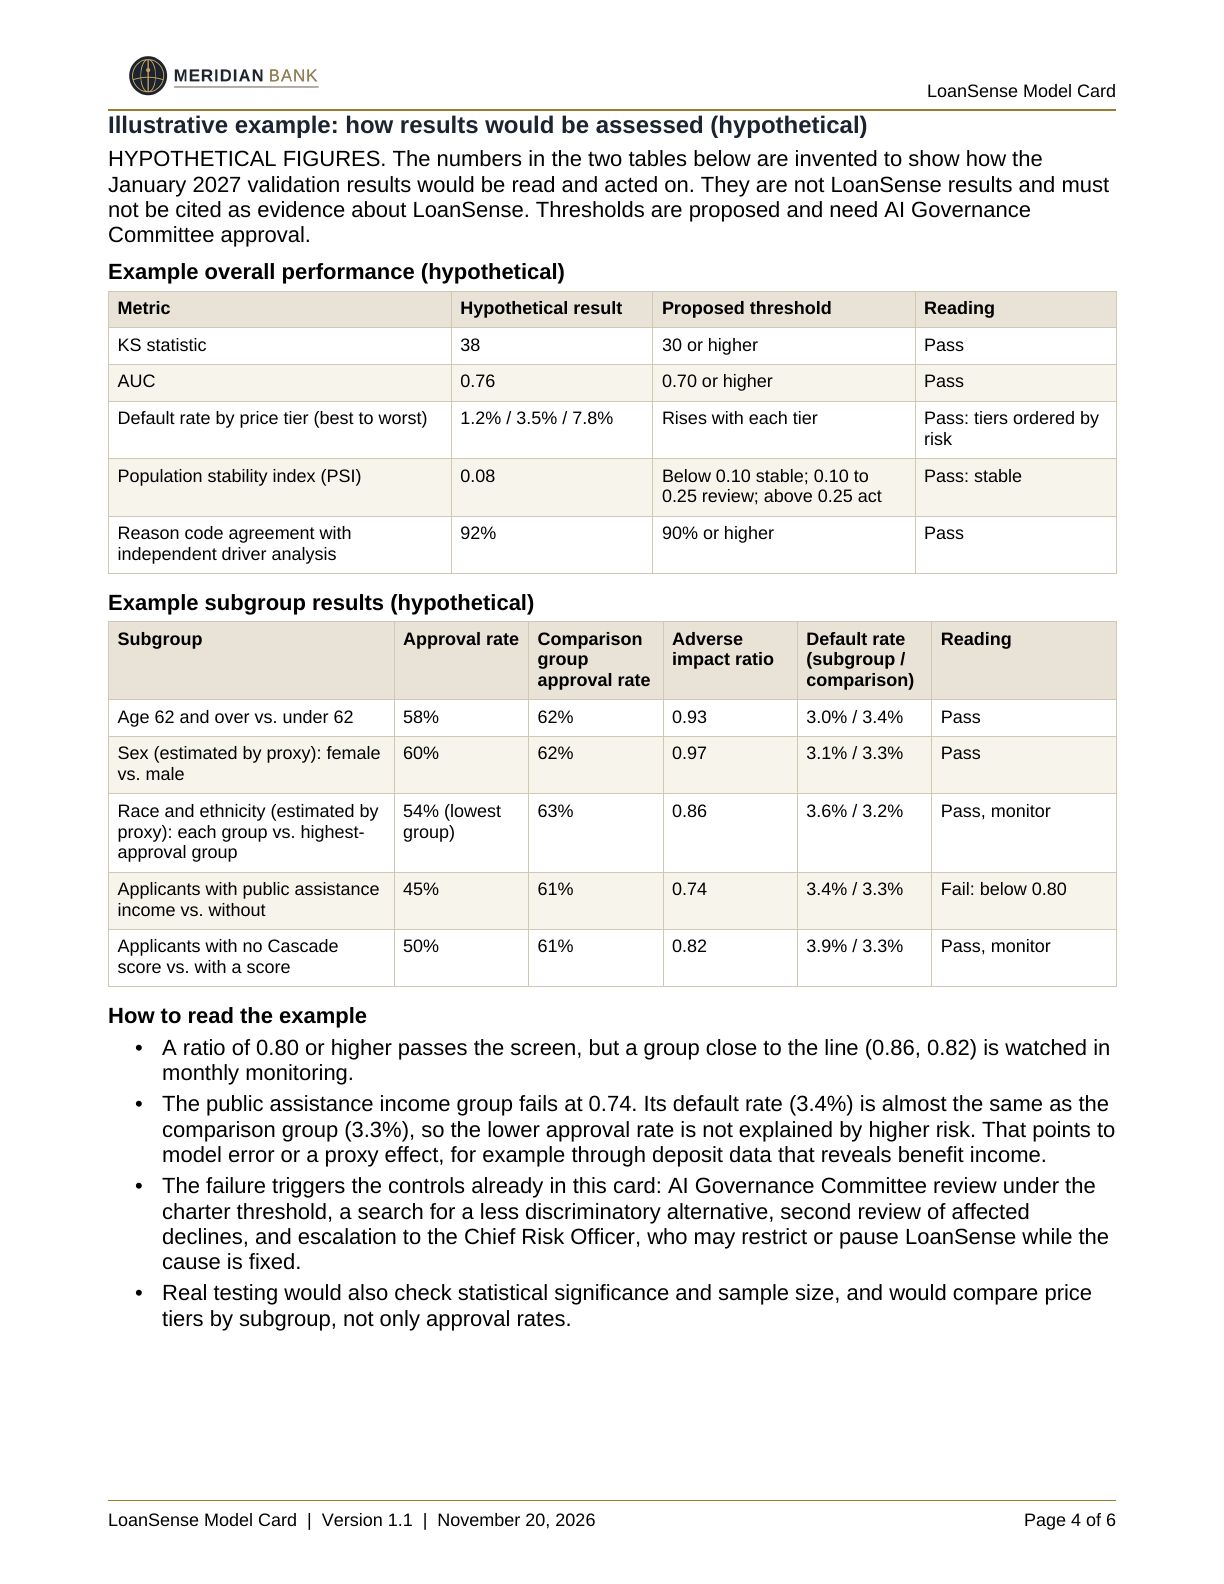 MERIDIAN BANK
LoanSense Model Card
Illustrative example: how results would be assessed (hypothetical)
HYPOTHETICAL FIGURES. The numbers in the two tables below are invented to show how the
January 2027 validation results would be read and acted on. They are not LoanSense results and must
not be cited as evidence about LoanSense. Thresholds are proposed and need AI Governance
Committee approval.
Example overall performance (hypothetical)
Metric Hypothetical result Proposed threshold Reading
KS statistic 38 30 or higher Pass
AUC 0.76 0.70 or higher Pass
Default rate by price tier (best to worst) 1.2% / 3.5% / 7.8% Rises with each tier Pass: tiers ordered by
risk
Population stability index (PSI) 0.08 Below 0.10 stable; 0.10 to Pass: stable
0.25 review; above 0.25 act
Reason code agreement with 92% 90% or higher Pass
independent driver analysis
Example subgroup results (hypothetical)
Subgroup Approval rate Comparison Adverse Default rate Reading
group impact ratio (subgroup /
approval rate comparison)
Age 62 and over vs. under 62 58% 62% 0.93 3.0% / 3.4% Pass
Sex (estimated by proxy): female 60% 62% 0.97 3.1% / 3.3% Pass
vs. male
Race and ethnicity (estimated by 54% (lowest 63% 0.86 3.6% / 3.2% Pass, monitor
proxy): each group vs. highest- group)
approval group
Applicants with public assistance 45% 61% 0.74 3.4% / 3.3% Fail: below 0.80
income vs. without
Applicants with no Cascade 50% 61% 0.82 3.9% / 3.3% Pass, monitor
score vs. with a score
How to read the example
• A ratio of 0.80 or higher passes the screen, but a group close to the line (0.86, 0.82) is watched in
monthly monitoring.
• The public assistance income group fails at 0.74. Its default rate (3.4%) is almost the same as the
comparison group (3.3%), so the lower approval rate is not explained by higher risk. That points to
model error or a proxy effect, for example through deposit data that reveals benefit income.
• The failure triggers the controls already in this card: AI Governance Committee review under the
charter threshold, a search for a less discriminatory alternative, second review of affected
declines, and escalation to the Chief Risk Officer, who may restrict or pause LoanSense while the
cause is fixed.
• Real testing would also check statistical significance and sample size, and would compare price
tiers by subgroup, not only approval rates.
LoanSense Model Card | Version 1.1 | November 20, 2026
Page 4 of 6